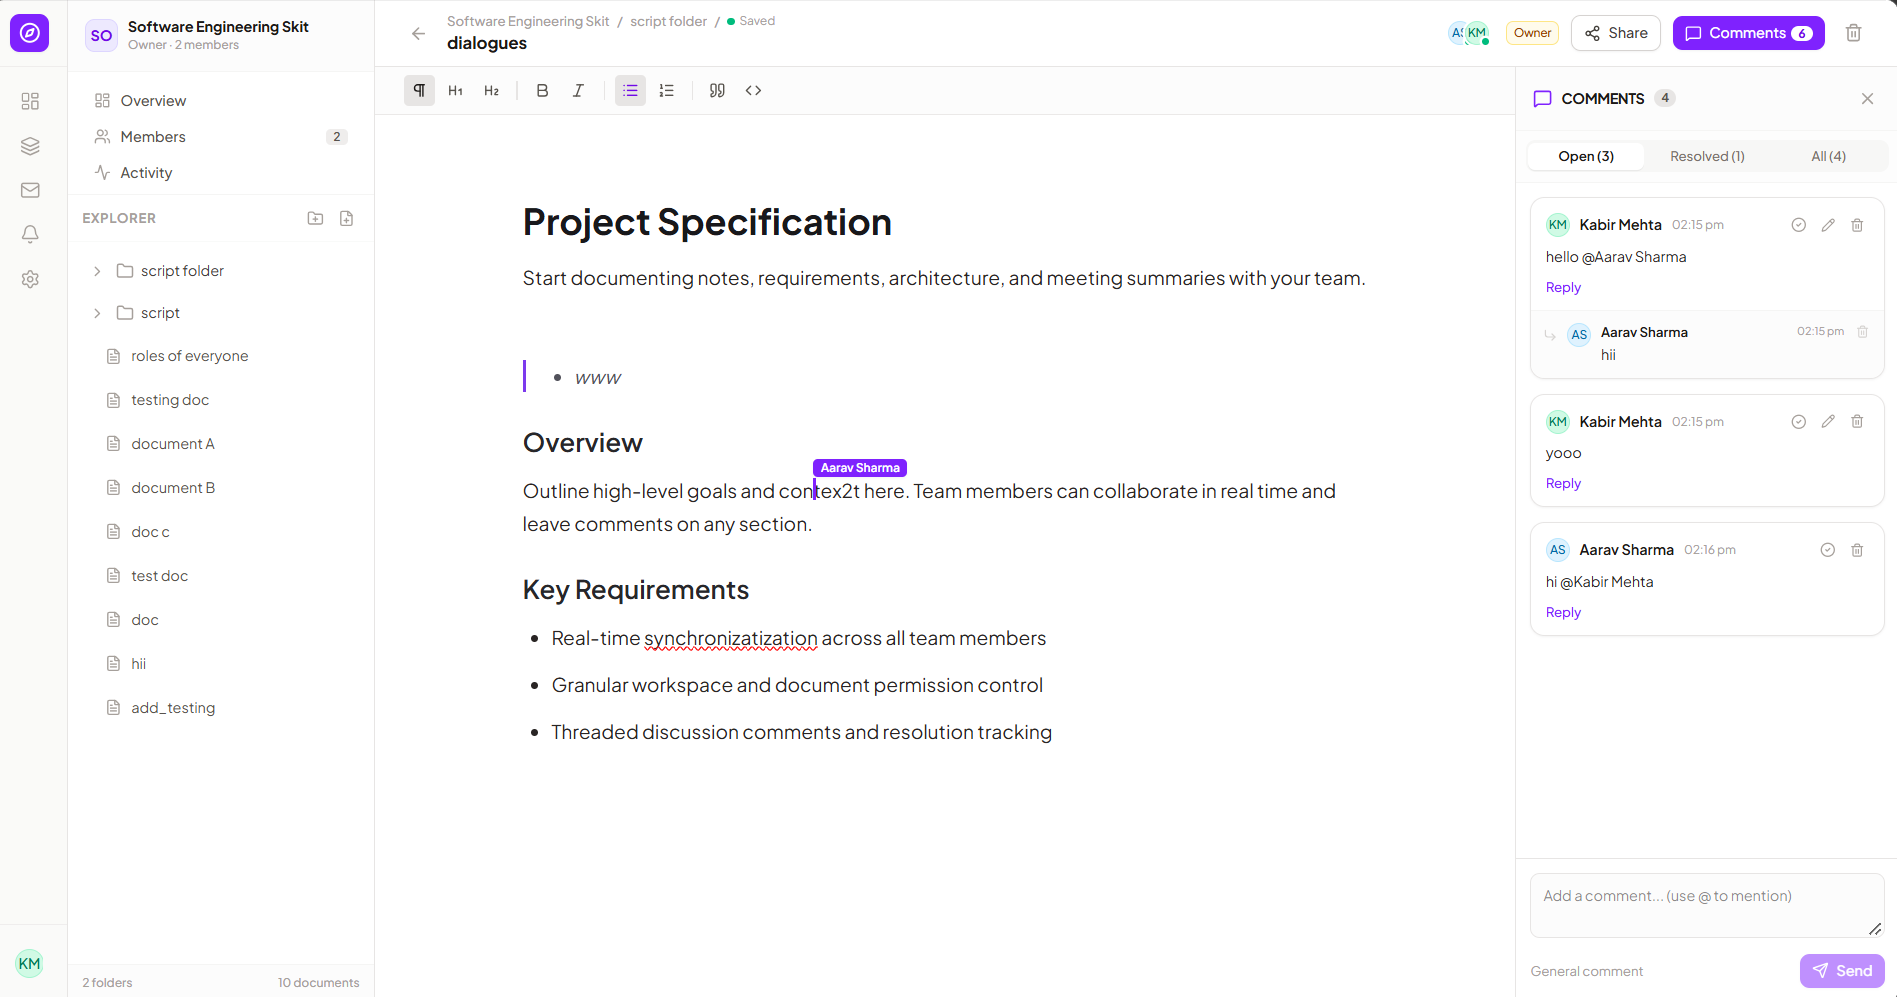 SO
Software Engineering Skit
Owner · 2 members
Overview
Members 2
Activity
EXPLORER
script folder
script
roles of everyone
testing doc
document A
document B
doc c
test doc
doc
hii
add_testing
2 folders 10 documents
KM
Software Engineering Skit / script folder / Saved
dialogues
AS KM
Owner
Share
Comments 6
H1 H2 B I
Project Specification
Start documenting notes, requirements, architecture, and meeting summaries with your team.
• www
Overview
Aarav Sharma
Outline high-level goals and contex2t here. Team members can collaborate in real time and
leave comments on any section.
Key Requirements
• Real-time synchronizatization across all team members
• Granular workspace and document permission control
• Threaded discussion comments and resolution tracking
COMMENTS 4
Open (3) Resolved (1) All (4)
KM Kabir Mehta 02:15 pm
hello @Aarav Sharma
Reply
AS Aarav Sharma 02:15 pm
hii
KM Kabir Mehta 02:15 pm
yooo
Reply
AS Aarav Sharma 02:16 pm
hi @Kabir Mehta
Reply
Add a comment... (use @ to mention)
General comment
Send